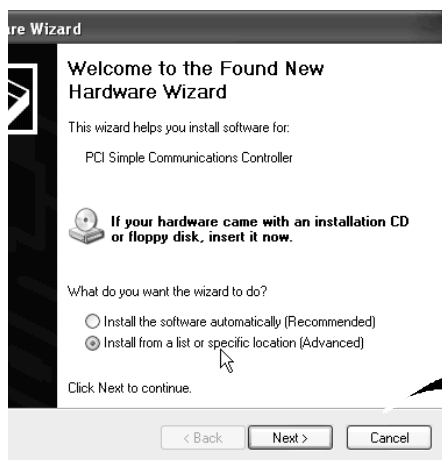 are Wizard
Welcome to the Found New
Hardware Wizard
This wizard helps you install software for:
PCI Simple Communications Controller
If your hardware came with an installation CD
or floppy disk, insert it now.
What do you want the wizard to do?
Install the software automatically (Recommended)
Install from a list or specific location (Advanced)
Click Next to continue.
< Back Next > Cancel